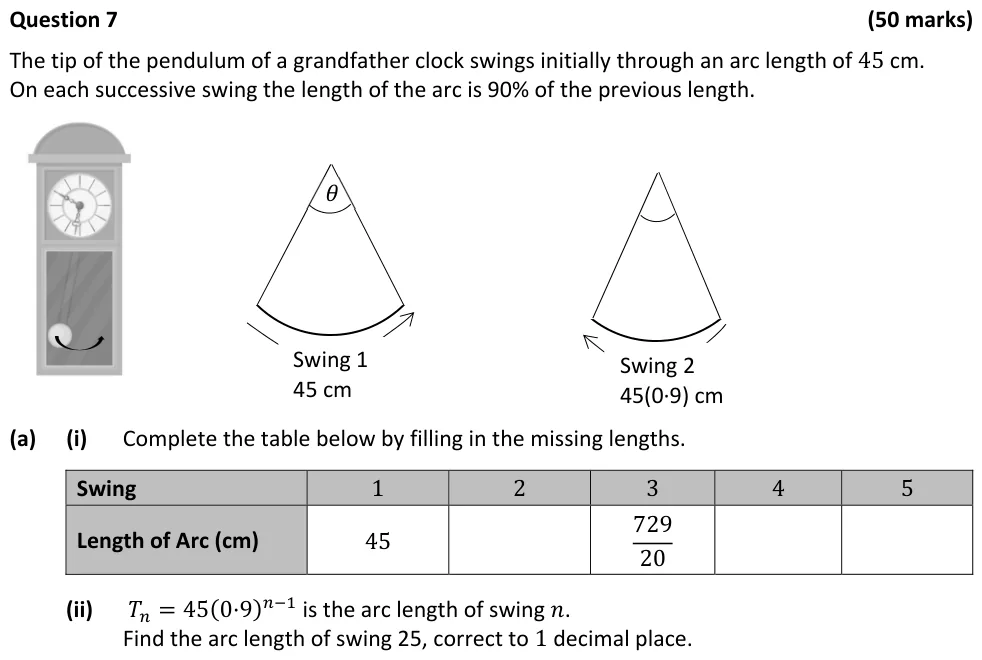 Question 7 (50 marks)
The tip of the pendulum of a grandfather clock swings initially through an arc length of 45 cm.
On each successive swing the length of the arc is 90% of the previous length.
θ
Swing 1
45 cm
Swing 2
45(0·9) cm
(a) (i) Complete the table below by filling in the missing lengths.
Swing 1 2 3 4 5
Length of Arc (cm) 45 729/20
(ii) Tₙ = 45(0·9)ⁿ⁻¹ is the arc length of swing n.
Find the arc length of swing 25, correct to 1 decimal place.